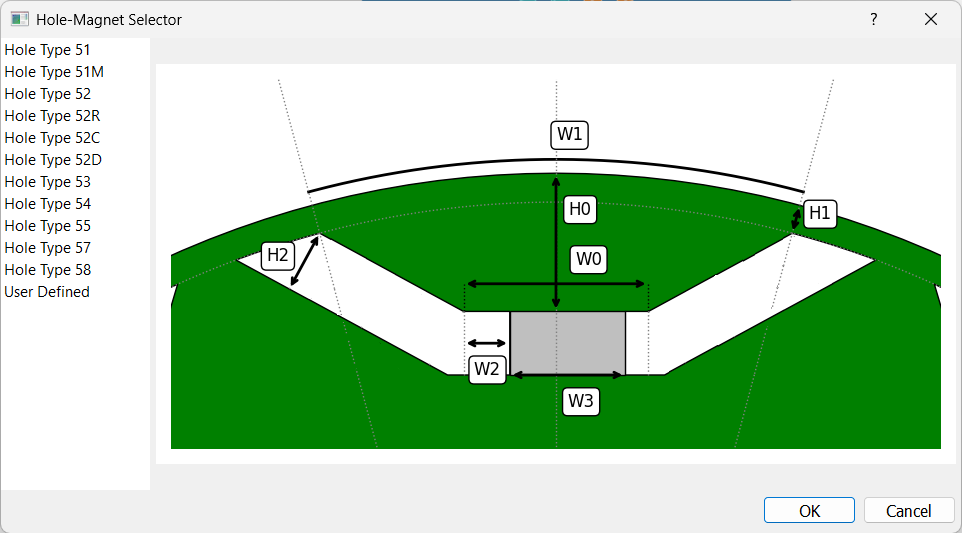 Hole-Magnet Selector
?
Hole Type 51
Hole Type 51M
Hole Type 52
Hole Type 52R
Hole Type 52C
Hole Type 52D
Hole Type 53
Hole Type 54
Hole Type 55
Hole Type 57
Hole Type 58
User Defined
W1
H0
H1
H2
W0
W2
W3
OK
Cancel